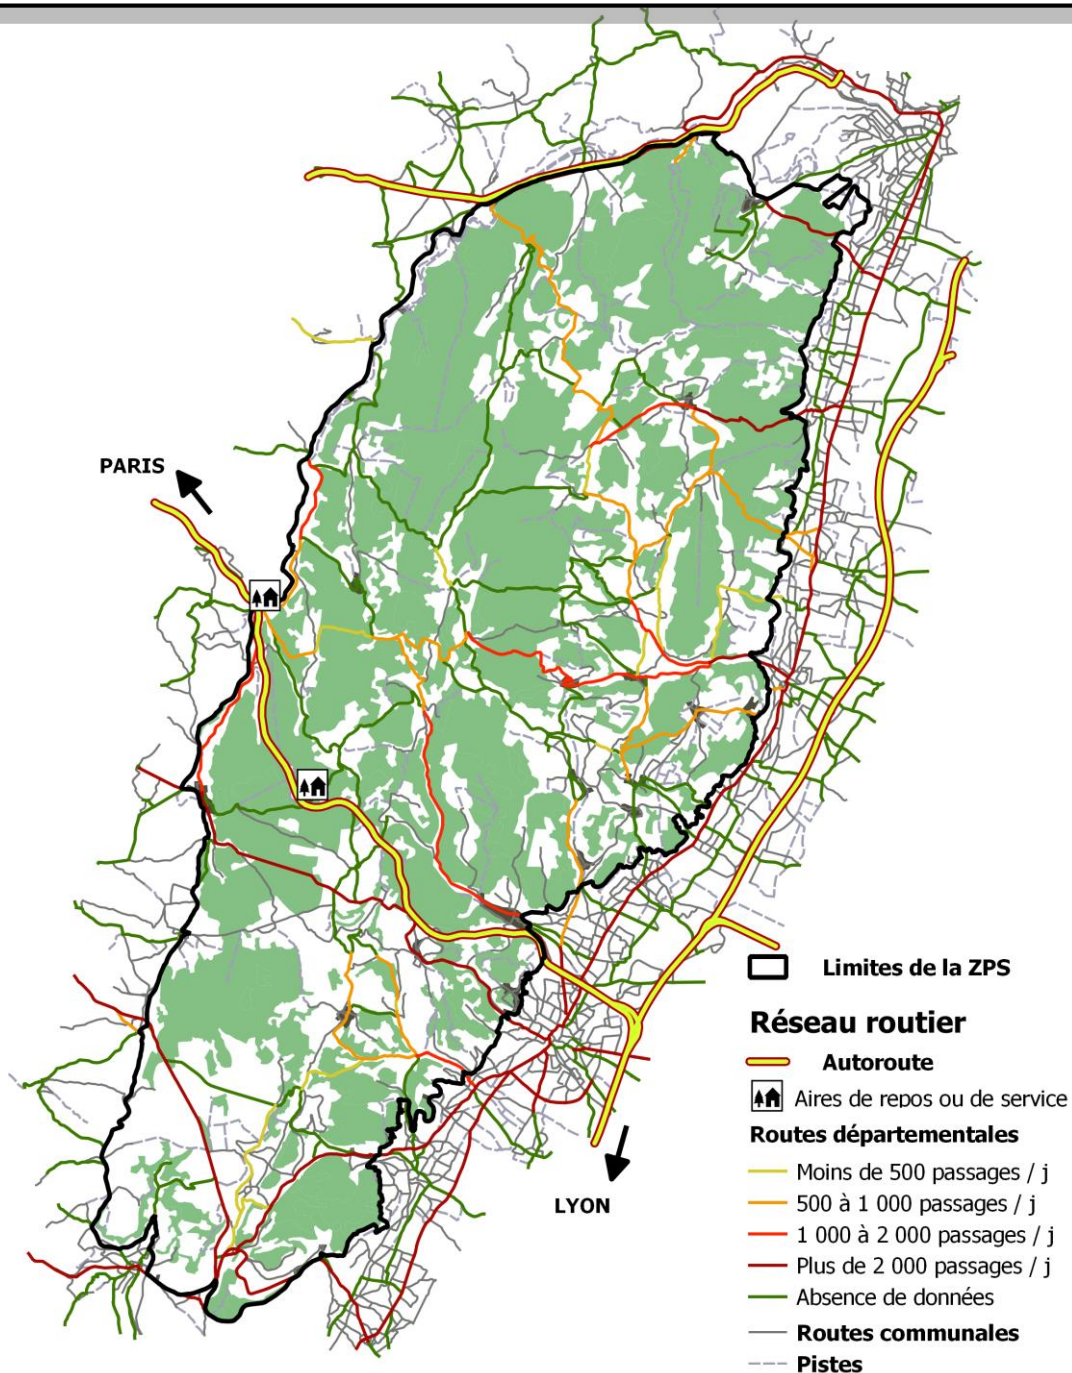 PARIS
LYON
Limites de la ZPS
Réseau routier
Autoroute
Aires de repos ou de service
Routes départementales
Moins de 500 passages / j
500 à 1 000 passages / j
1 000 à 2 000 passages / j
Plus de 2 000 passages / j
Absence de données
Routes communales
Pistes